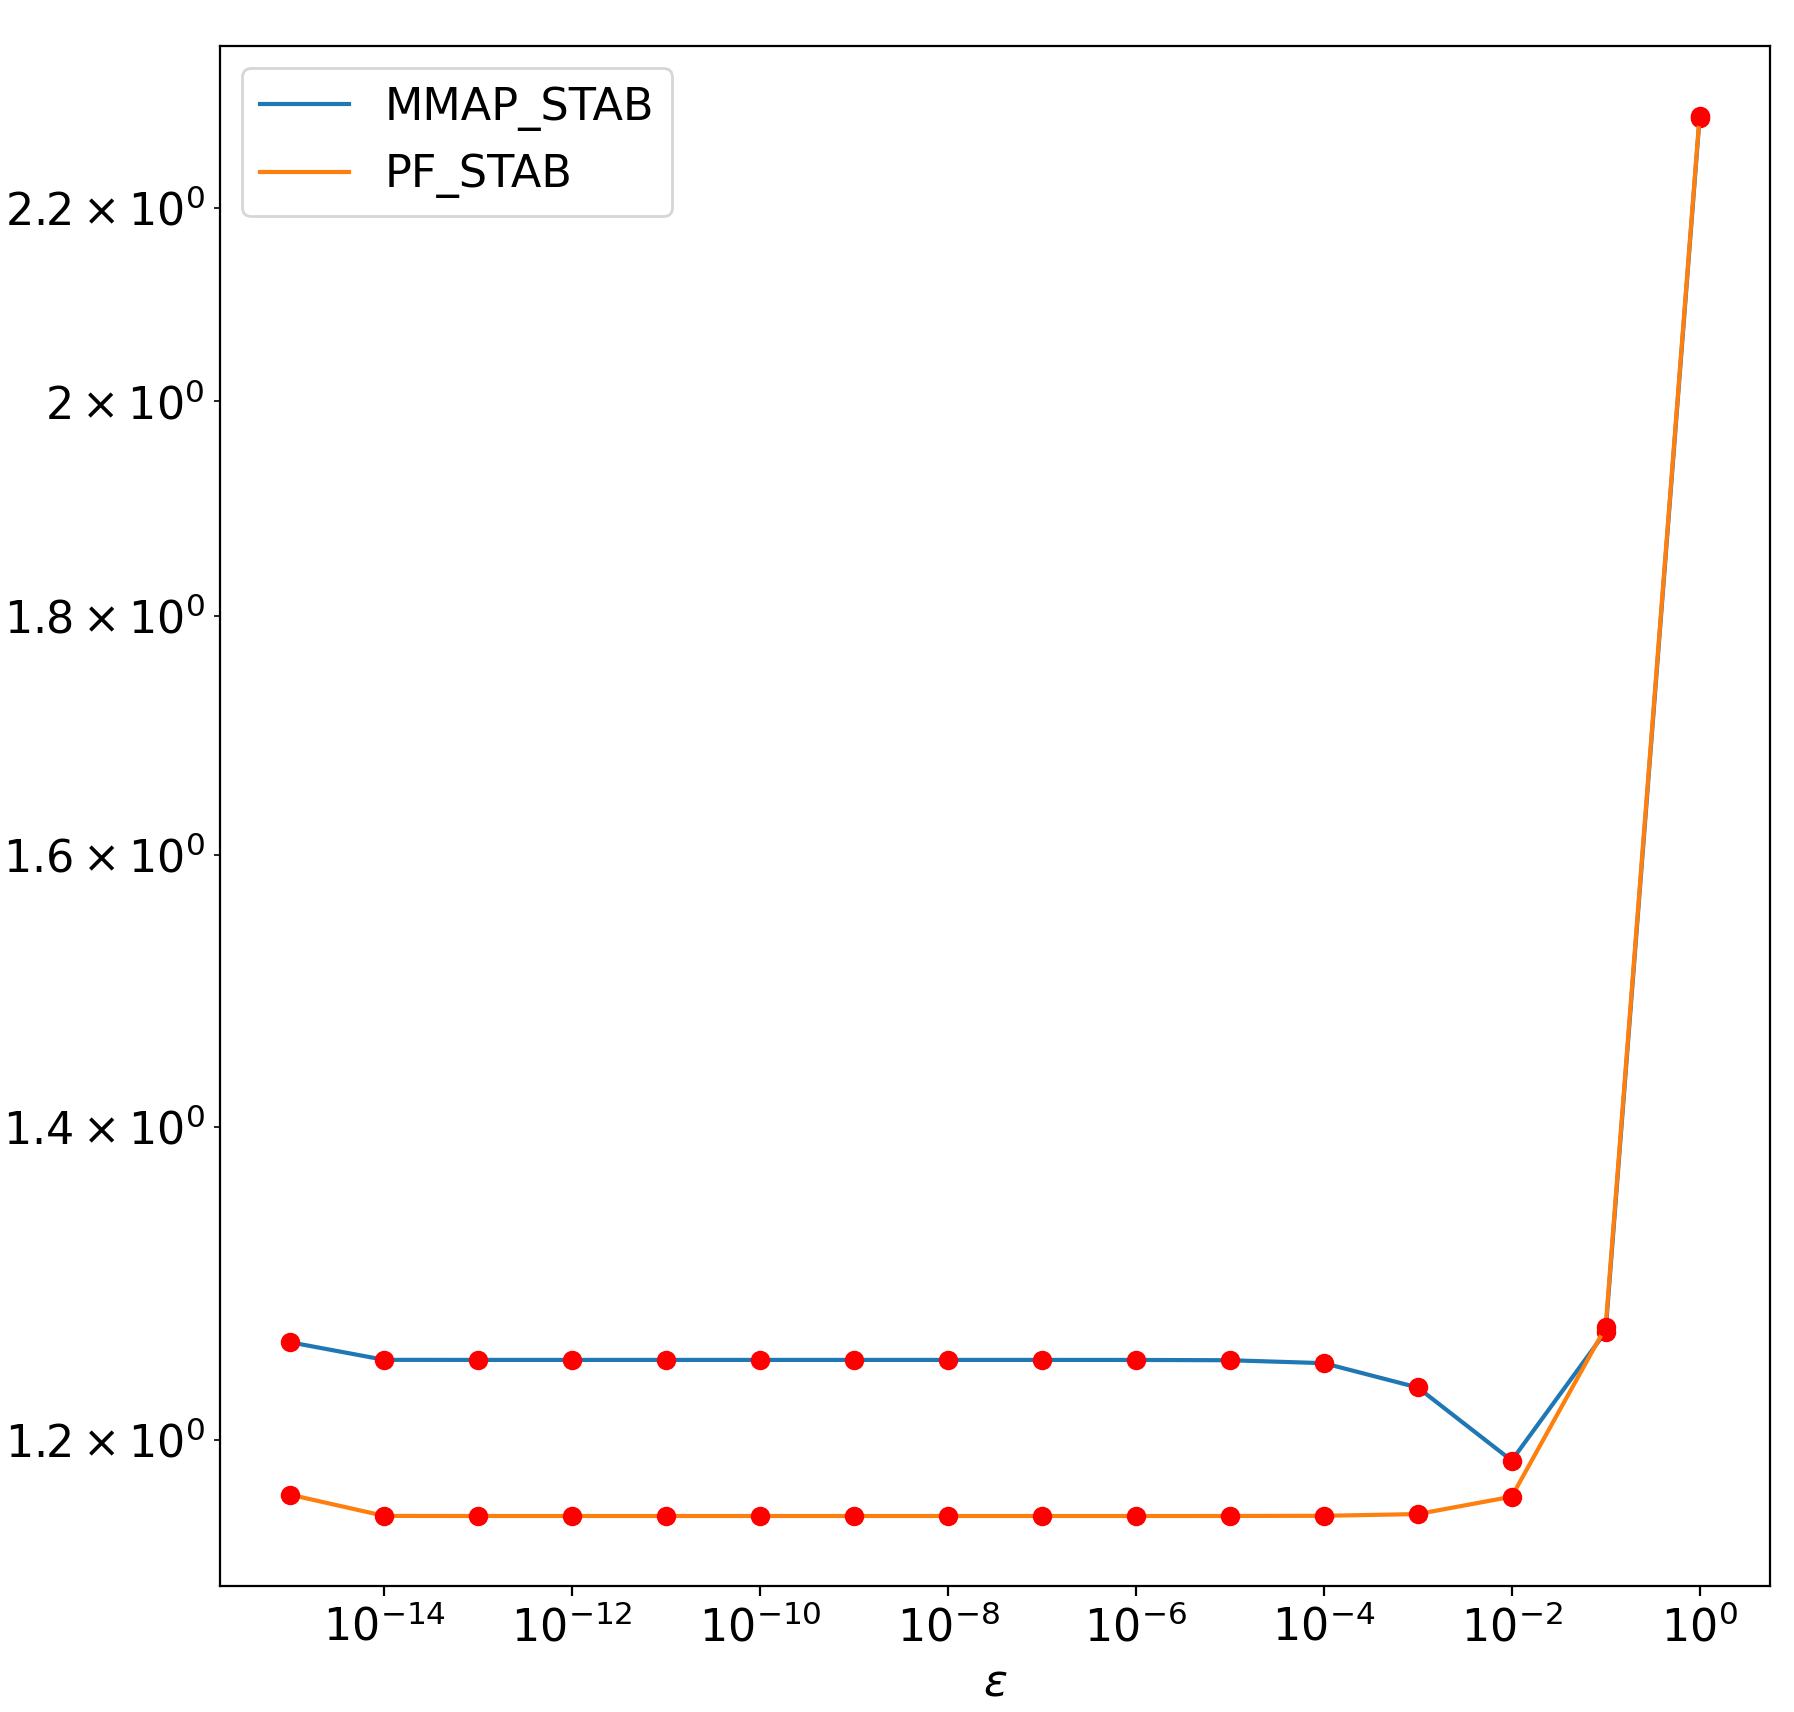 MMAP_STAB
PF_STAB
2.2 × 10⁰
2 × 10⁰
1.8 × 10⁰
1.6 × 10⁰
1.4 × 10⁰
1.2 × 10⁰
10⁻¹⁴ 10⁻¹² 10⁻¹⁰ 10⁻⁸ 10⁻⁶ 10⁻⁴ 10⁻² 10⁰
ε